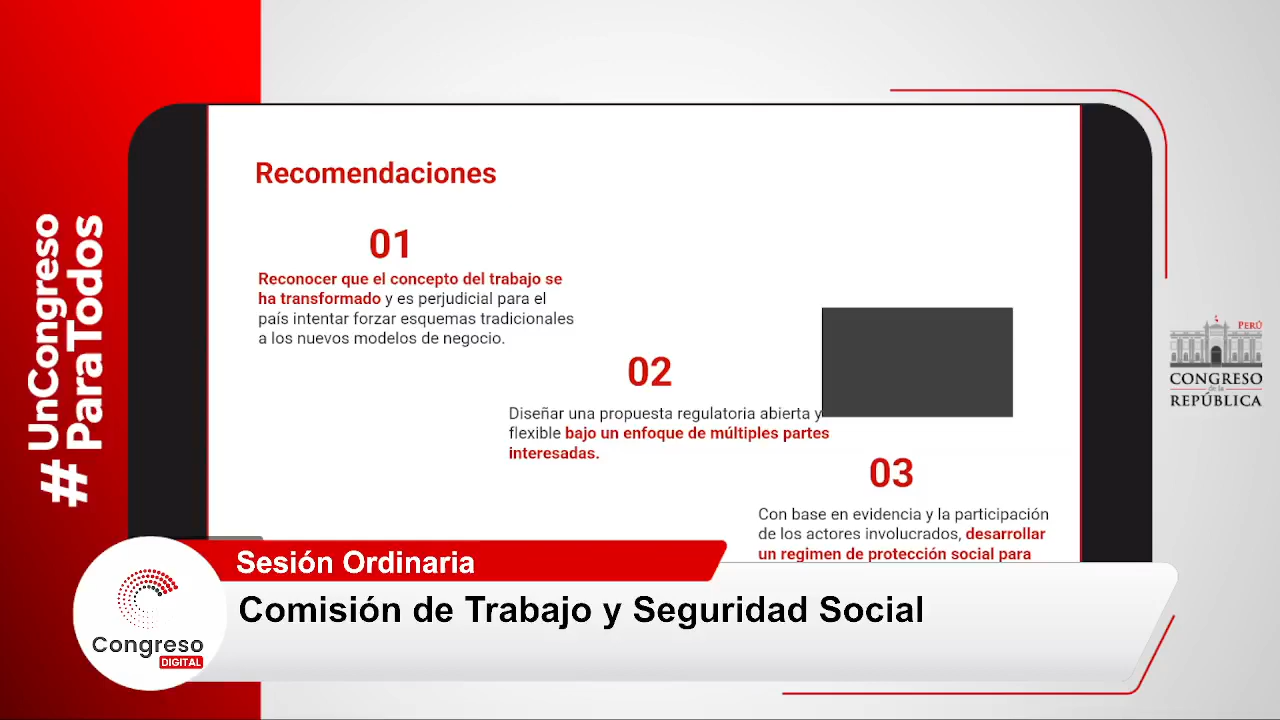 #UnCongreso
ParaTodos
Recomendaciones
01
Reconocer que el concepto del trabajo se
ha transformado y es perjudicial para el
país intentar forzar esquemas tradicionales
a los nuevos modelos de negocio.
02
Diseñar una propuesta regulatoria abierta y
flexible bajo un enfoque de múltiples partes
interesadas.
03
Con base en evidencia y la participación
de los actores involucrados, desarrollar
un regimen de protección social para
PERÚ
CONGRESO
de la
REPÚBLICA
Sesión Ordinaria
Comisión de Trabajo y Seguridad Social
Congreso
DIGITAL